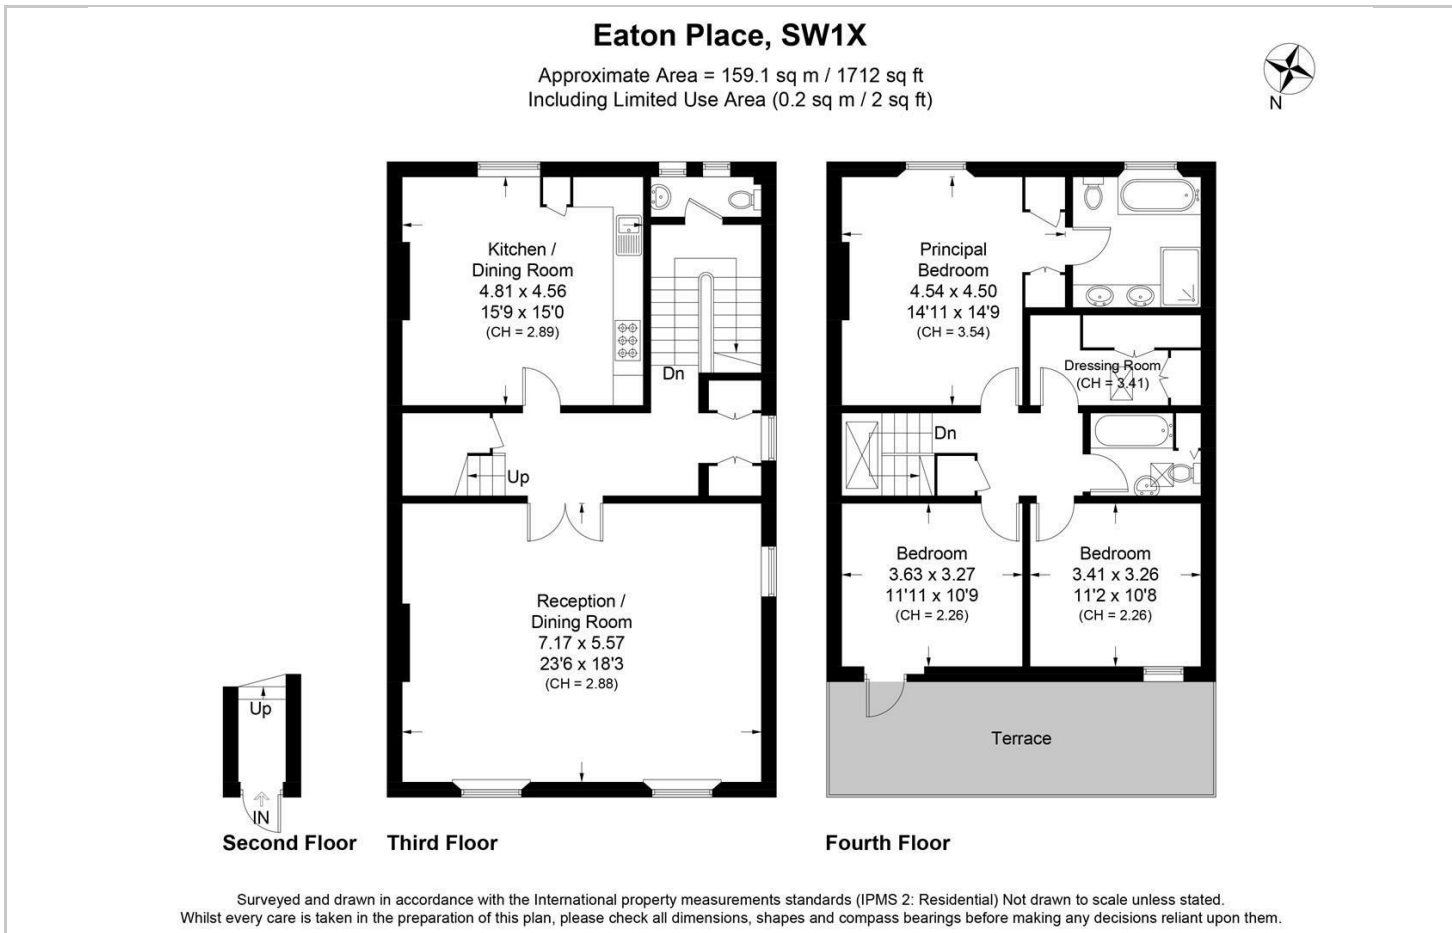 Eaton Place, SW1X
Approximate Area = 159.1 sq m / 1712 sq ft
Including Limited Use Area (0.2 sq m / 2 sq ft)
N
Kitchen /
Dining Room
4.81 x 4.56
15'9 x 15'0
(CH = 2.89)
Dn
Up
Reception /
Dining Room
7.17 x 5.57
23'6 x 18'3
(CH = 2.88)
Principal
Bedroom
4.54 x 4.50
14'11 x 14'9
(CH = 3.54)
Dressing Room
(CH = 3.41)
Dn
Bedroom
3.63 x 3.27
11'11 x 10'9
(CH = 2.26)
Bedroom
3.41 x 3.26
11'2 x 10'8
(CH = 2.26)
Terrace
Up
IN
Second Floor
Third Floor
Fourth Floor
Surveyed and drawn in accordance with the International property measurements standards (IPMS 2: Residential) Not drawn to scale unless stated.
Whilst every care is taken in the preparation of this plan, please check all dimensions, shapes and compass bearings before making any decisions reliant upon them.